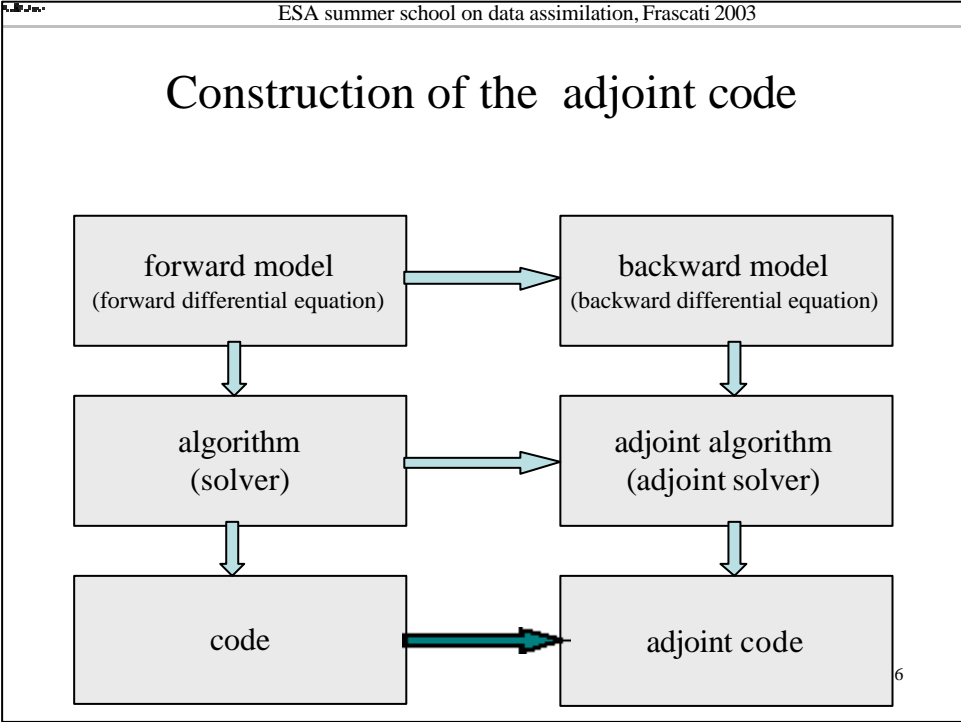 ESA summer school on data assimilation, Frascati 2003
Construction of the adjoint code
forward model
(forward differential equation)
backward model
(backward differential equation)
algorithm
(solver)
adjoint algorithm
(adjoint solver)
code
adjoint code
6